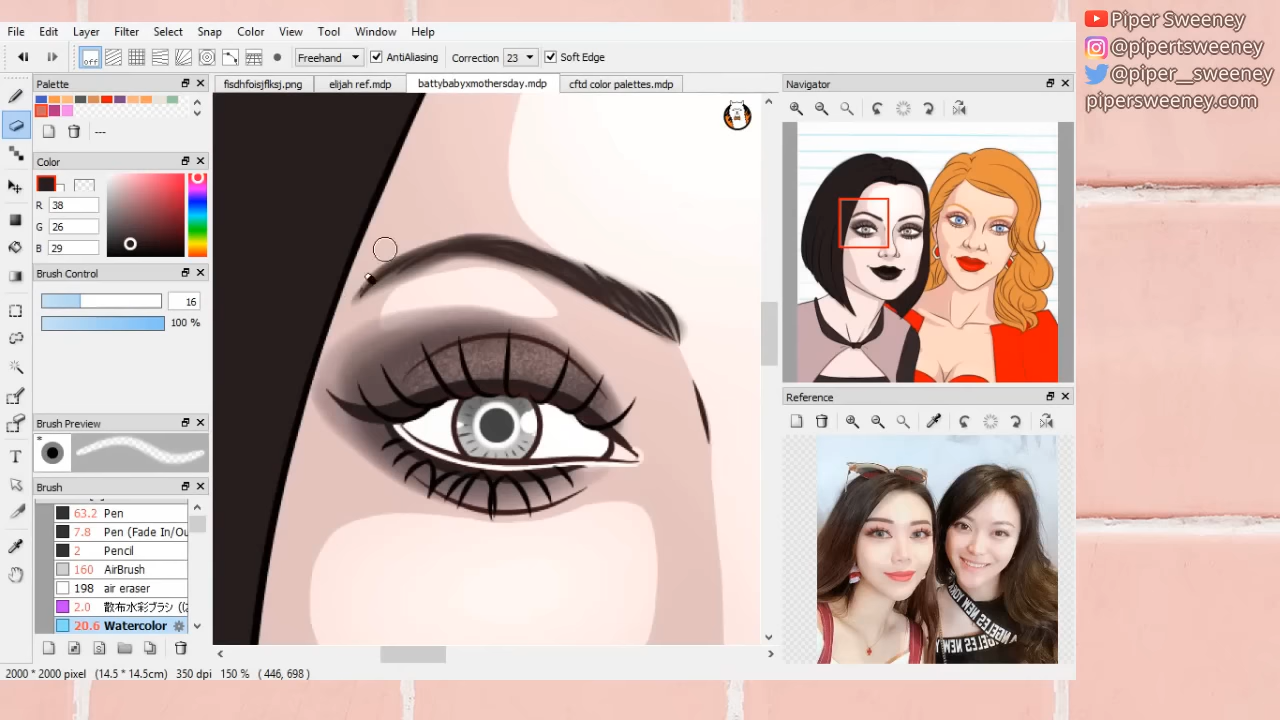 File Edit Layer Filter Select Snap Color View Tool Window Help
off Freehand AntiAliasing Correction 23 Soft Edge
Palette
fisdhfoisjflksj.png elijah ref.mdp battybabyxmothersday.mdp cftd color palettes.mdp
---
Color
R 38
G 26
B 29
Brush Control
16
100 %
Brush Preview
*
Brush
63.2 Pen
7.8 Pen (Fade In/Ou
2 Pencil
160 AirBrush
198 air eraser
2.0 散布水彩ブラシ ((に
20.6 Watercolor
2000 * 2000 pixel (14.5 * 14.5cm) 350 dpi 150 % ( 446, 698 )
Navigator
Reference
Piper Sweeney
@pipertsweeney
@piper__sweeney
pipersweeney.com